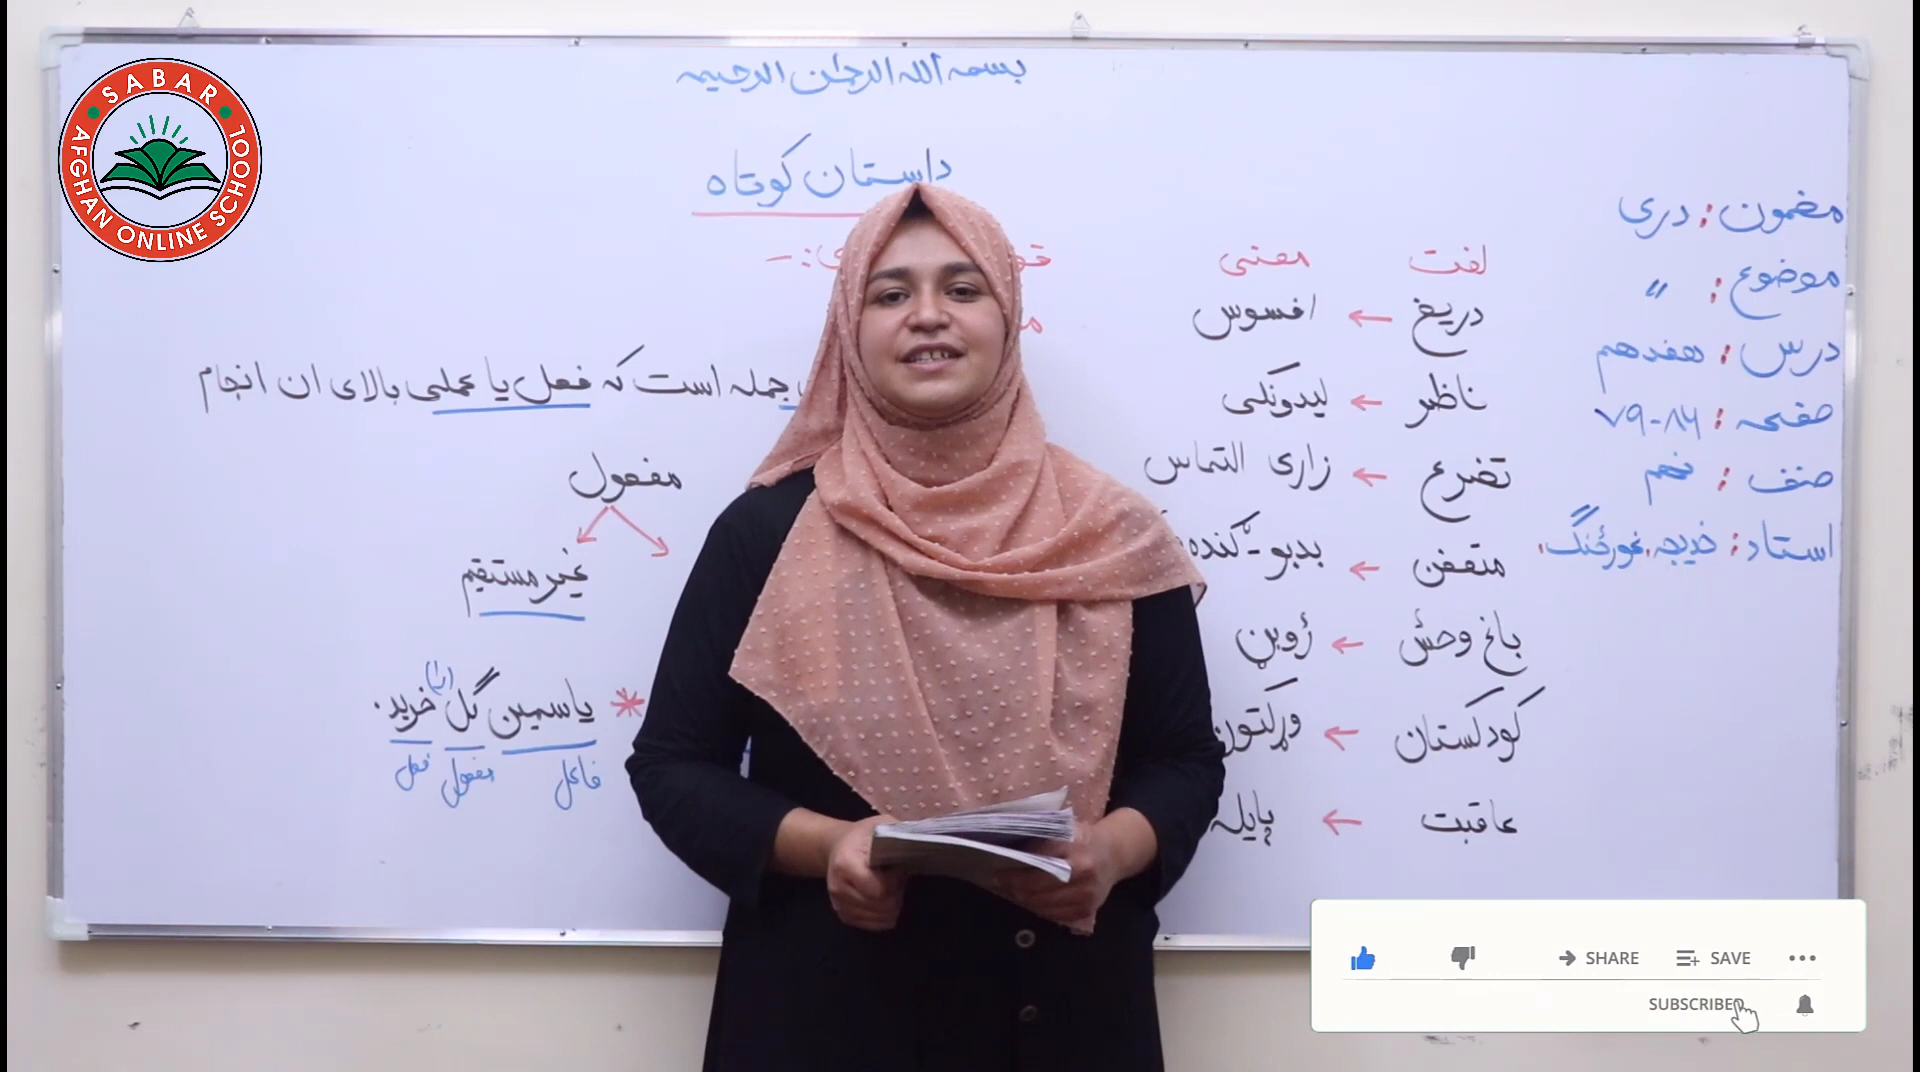 SABAR
AFGHAN ONLINE SCHOOL
بسم الله الرحمن الرحیم
داستان کوتاه
مضمون: دری
موضوع: "
درس: هفدهم
صفحه: ۷۹-۸۴
صنف: نهم
استاد: خدیجه
لغت معنی
دریغ ← افسوس
ناظر ← لیدونکی
تضرع ← زاری التماس
متعفن ← بدبو - گنده
باغ وحش ← ژوبڼ
کودکستان ← وړکتون
عاقبت ← پایله
جمله است که فعل یا عملی بالای ان انجام
مفعول
غیر مستقیم
* یاسمین گل (را) خرید.
فاعل مفعول فعل
SHARE SAVE
SUBSCRIBED